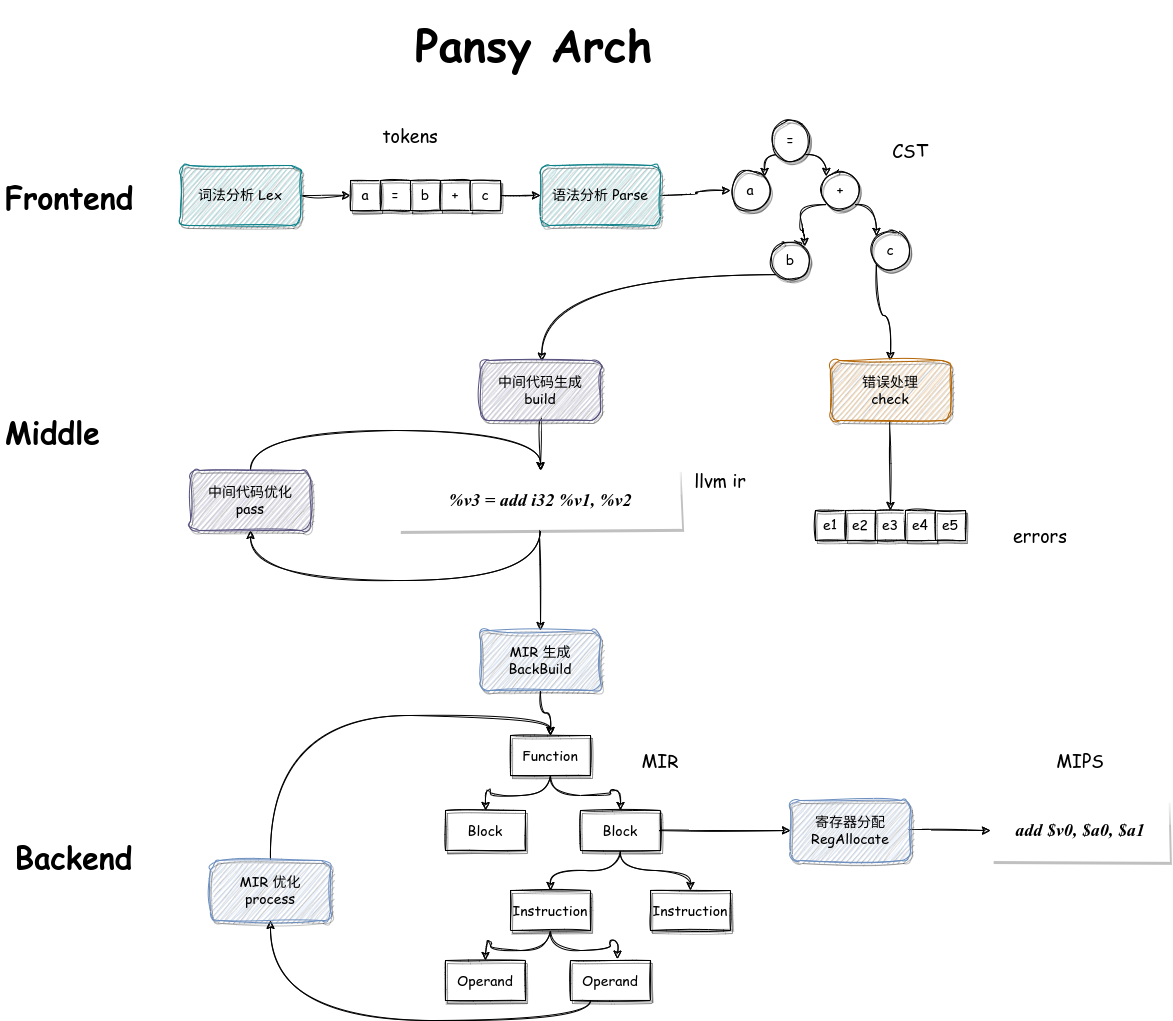 Pansy Arch
tokens
CST
Frontend
词法分析 Lex
a
=
b
+
c
语法分析 Parse
=
a
+
b
c
中间代码生成
build
错误处理
check
Middle
中间代码优化
pass
%v3 = add i32 %v1, %v2
llvm ir
e1
e2
e3
e4
e5
errors
MIR 生成
BackBuild
Function
MIR
MIPS
Block
Block
寄存器分配
RegAllocate
add $v0, $a0, $a1
Backend
MIR 优化
process
Instruction
Instruction
Operand
Operand